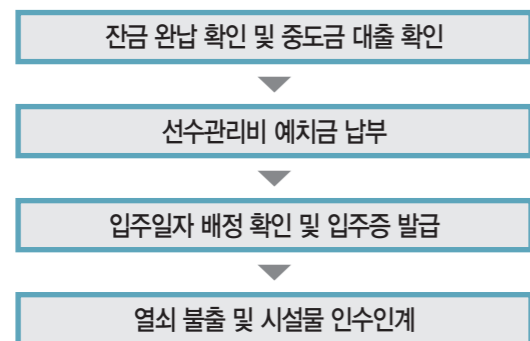 잔금 완납 확인 및 중도금 대출 확인
선수관리비 예치금 납부
입주일자 배정 확인 및 입주증 발급
열쇠 불출 및 시설물 인수인계